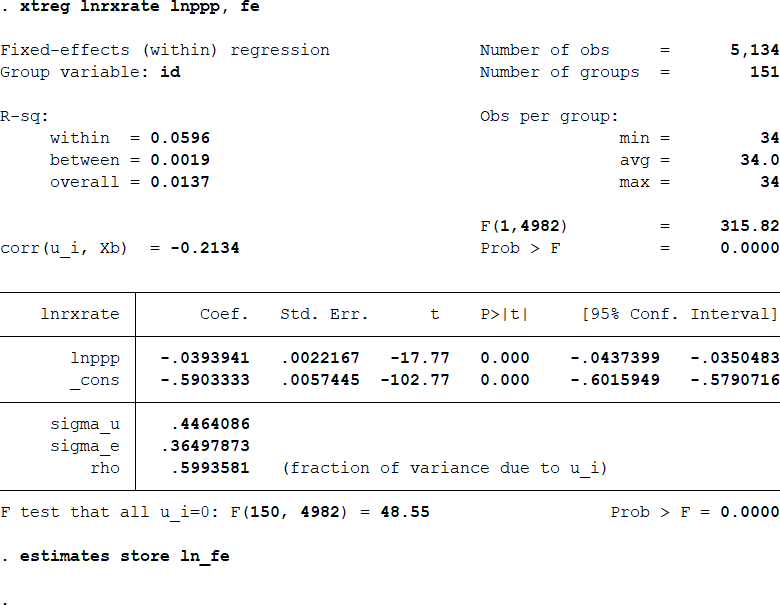 . xtreg lnrxrate lnppp, fe
Fixed-effects (within) regression Number of obs = 5,134
Group variable: id Number of groups = 151
R-sq: Obs per group:
within = 0.0596 min = 34
between = 0.0019 avg = 34.0
overall = 0.0137 max = 34
F(1,4982) = 315.82
corr(u_i, Xb) = -0.2134 Prob > F = 0.0000
lnrxrate Coef. Std. Err. t P>|t| [95% Conf. Interval]
lnppp -.0393941 .0022167 -17.77 0.000 -.0437399 -.0350483
_cons -.5903333 .0057445 -102.77 0.000 -.6015949 -.5790716
sigma_u .4464086
sigma_e .36497873
rho .5993581 (fraction of variance due to u_i)
F test that all u_i=0: F(150, 4982) = 48.55 Prob > F = 0.0000
. estimates store ln_fe
.